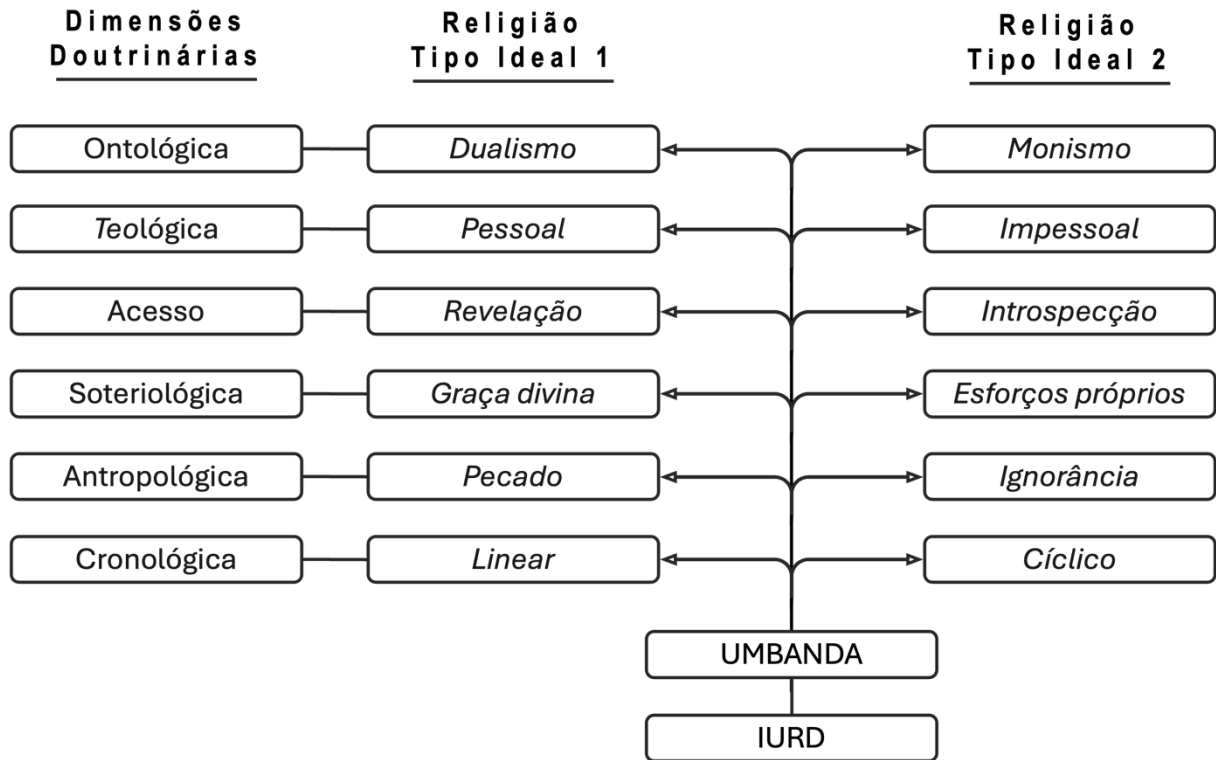 Dimensões
Doutrinárias
Religião
Tipo Ideal 1
Religião
Tipo Ideal 2
Ontológica
Dualismo
Monismo
Teológica
Pessoal
Impessoal
Acesso
Revelação
Introspecção
Soteriológica
Graça divina
Esforços próprios
Antropológica
Pecado
Ignorância
Cronológica
Linear
Cíclico
UMBANDA
IURD